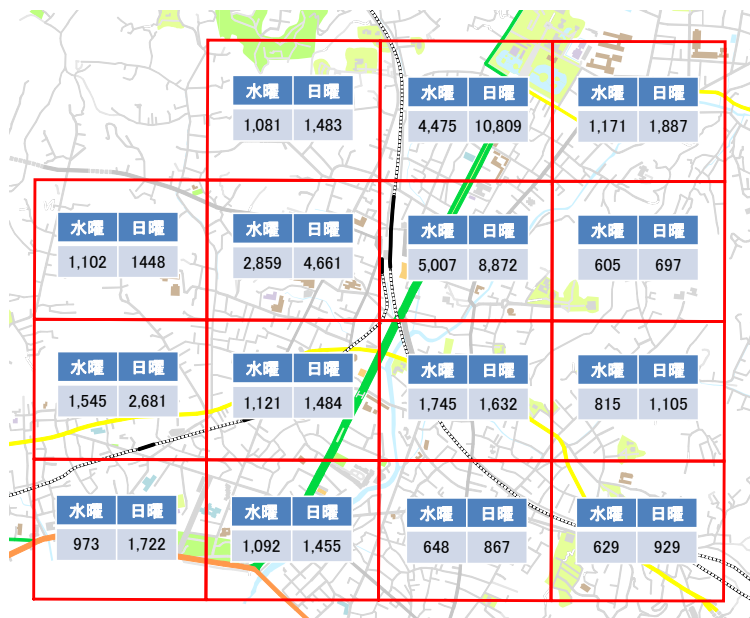 水曜 日曜 水曜 日曜 水曜 日曜
1,081 1,483 4,475 10,809 1,171 1,887
水曜 日曜 水曜 日曜 水曜 日曜 水曜 日曜
1,102 1448 2,859 4,661 5,007 8,872 605 697
水曜 日曜 水曜 日曜 水曜 日曜 水曜 日曜
1,545 2,681 1,121 1,484 1,745 1,632 815 1,105
水曜 日曜 水曜 日曜 水曜 日曜 水曜 日曜
973 1,722 1,092 1,455 648 867 629 929